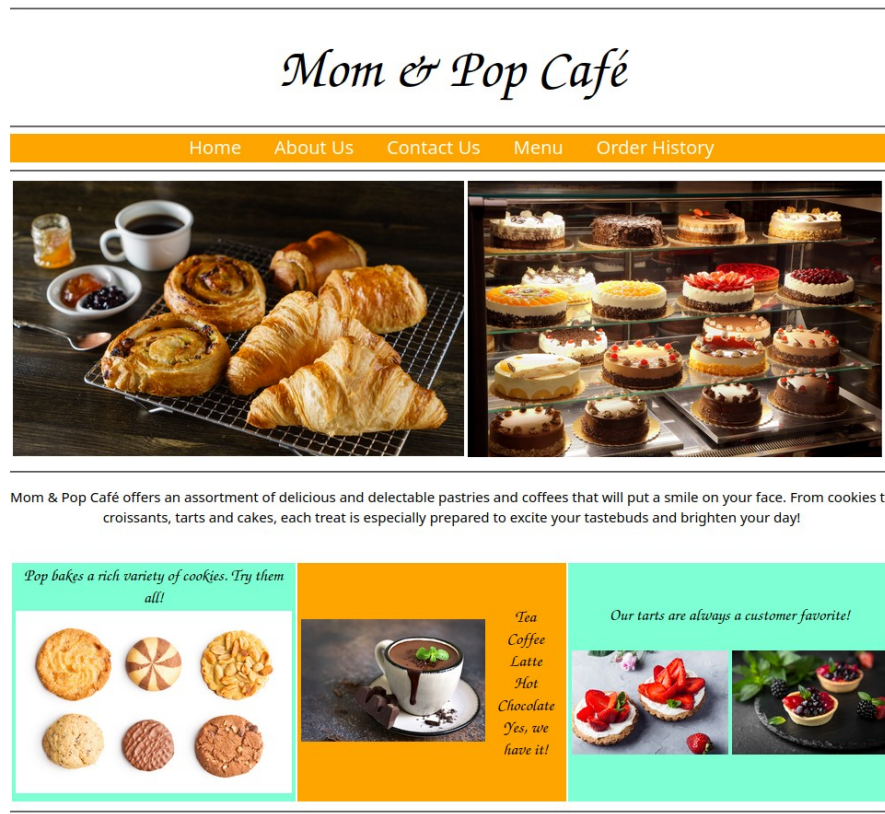 Mom & Pop Café
Home About Us Contact Us Menu Order History
Mom & Pop Café offers an assortment of delicious and delectable pastries and coffees that will put a smile on your face. From cookies t
croissants, tarts and cakes, each treat is especially prepared to excite your tastebuds and brighten your day!
Pop bakes a rich variety of cookies. Try them
all!
Tea
Coffee
Latte
Hot
Chocolate
Yes, we
have it!
Our tarts are always a customer favorite!